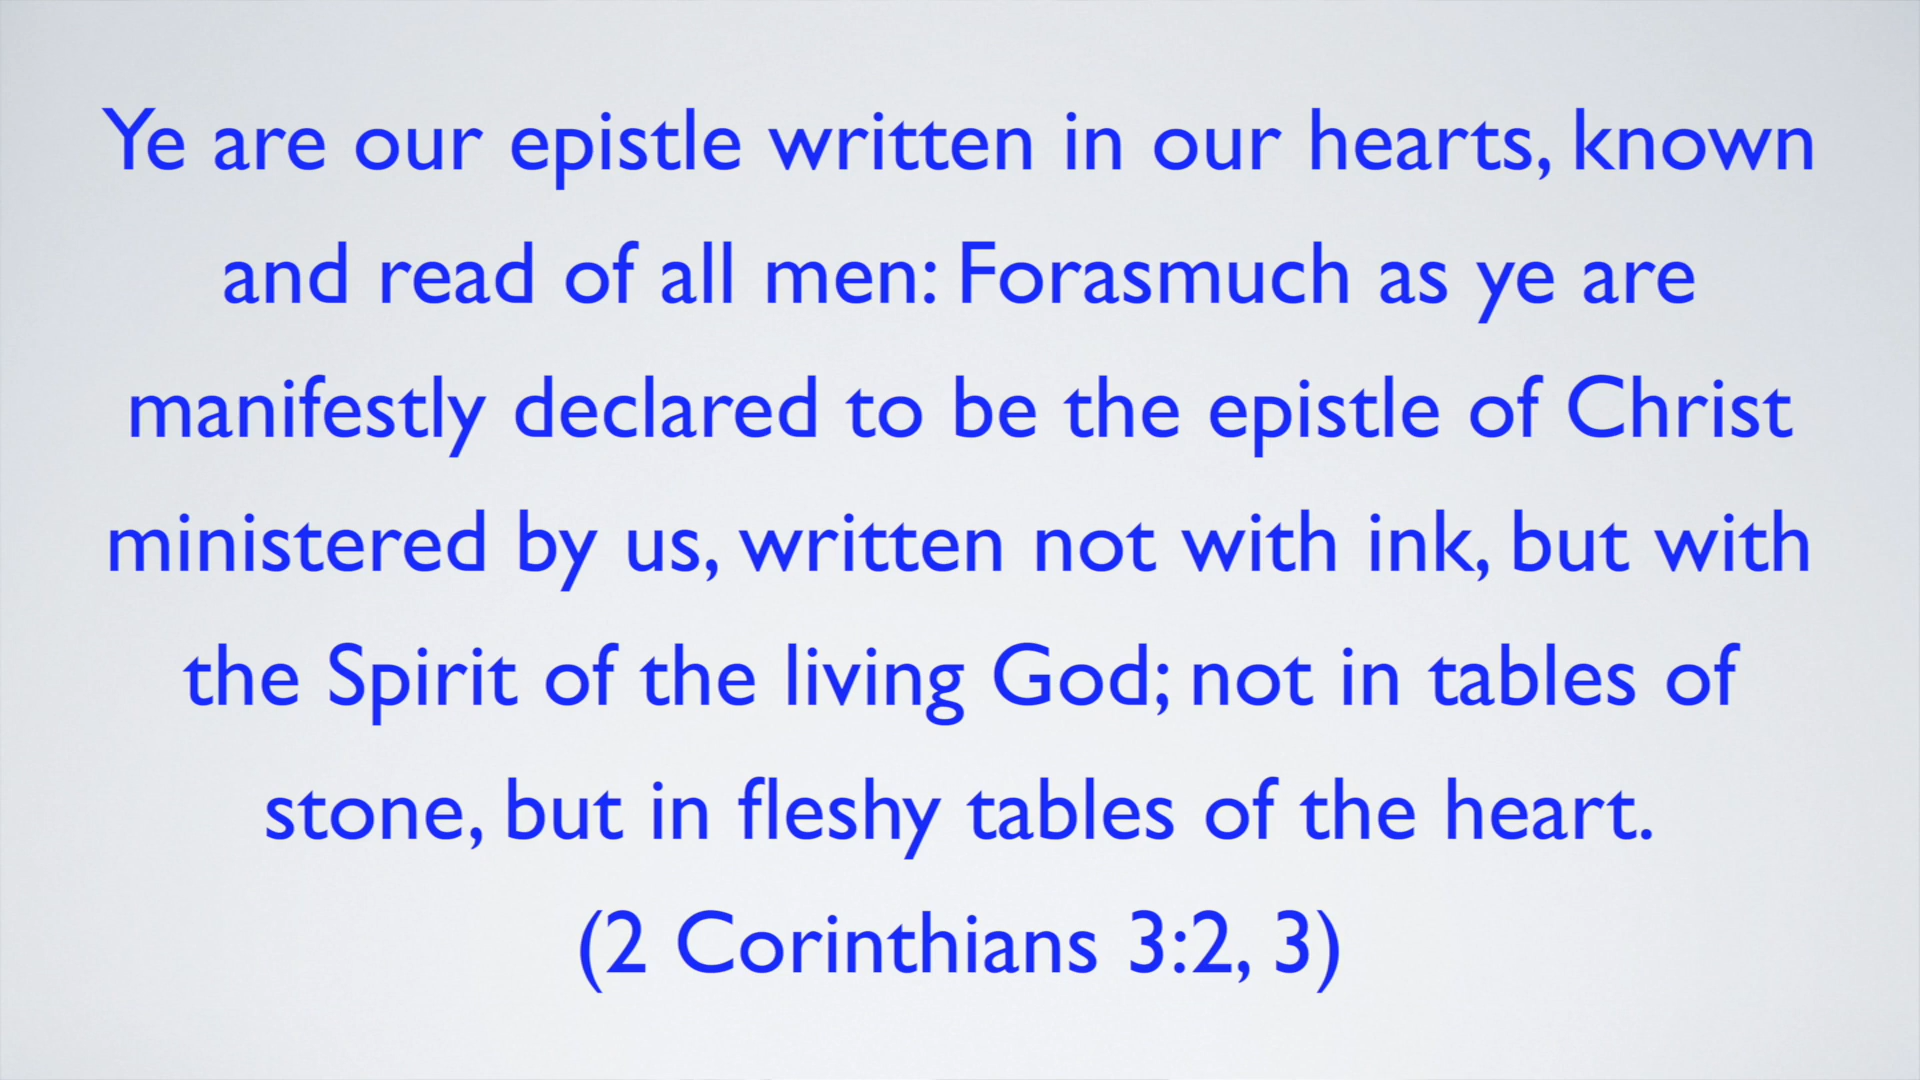 Ye are our epistle written in our hearts, known
and read of all men: Forasmuch as ye are
manifestly declared to be the epistle of Christ
ministered by us, written not with ink, but with
the Spirit of the living God; not in tables of
stone, but in fleshy tables of the heart.
(2 Corinthians 3:2, 3)